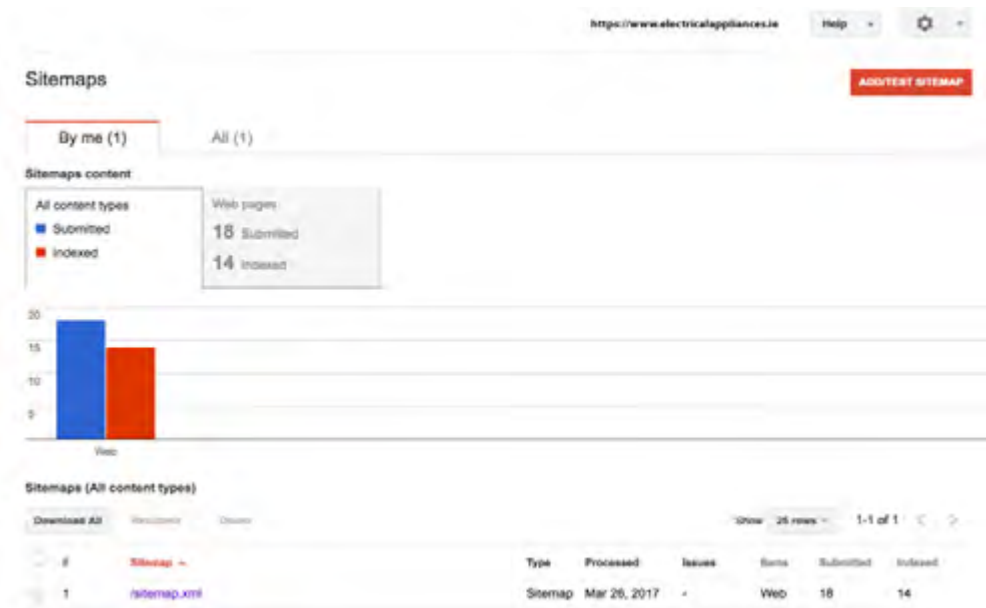 https://www.electricalappliances.ie Help
Sitemaps
ADD/TEST SITEMAP
By me (1) All (1)
Sitemaps content
All content types
Submitted
Indexed
Web pages
18 Submitted
14 Indexed
20
15
10
5
Web
Sitemaps (All content types)
Download All Resubmit Delete Show 25 rows 1-1 of 1
# Sitemap Type Processed Issues Items Submitted Indexed
1 /sitemap.xml Sitemap Mar 26, 2017 - Web 18 14